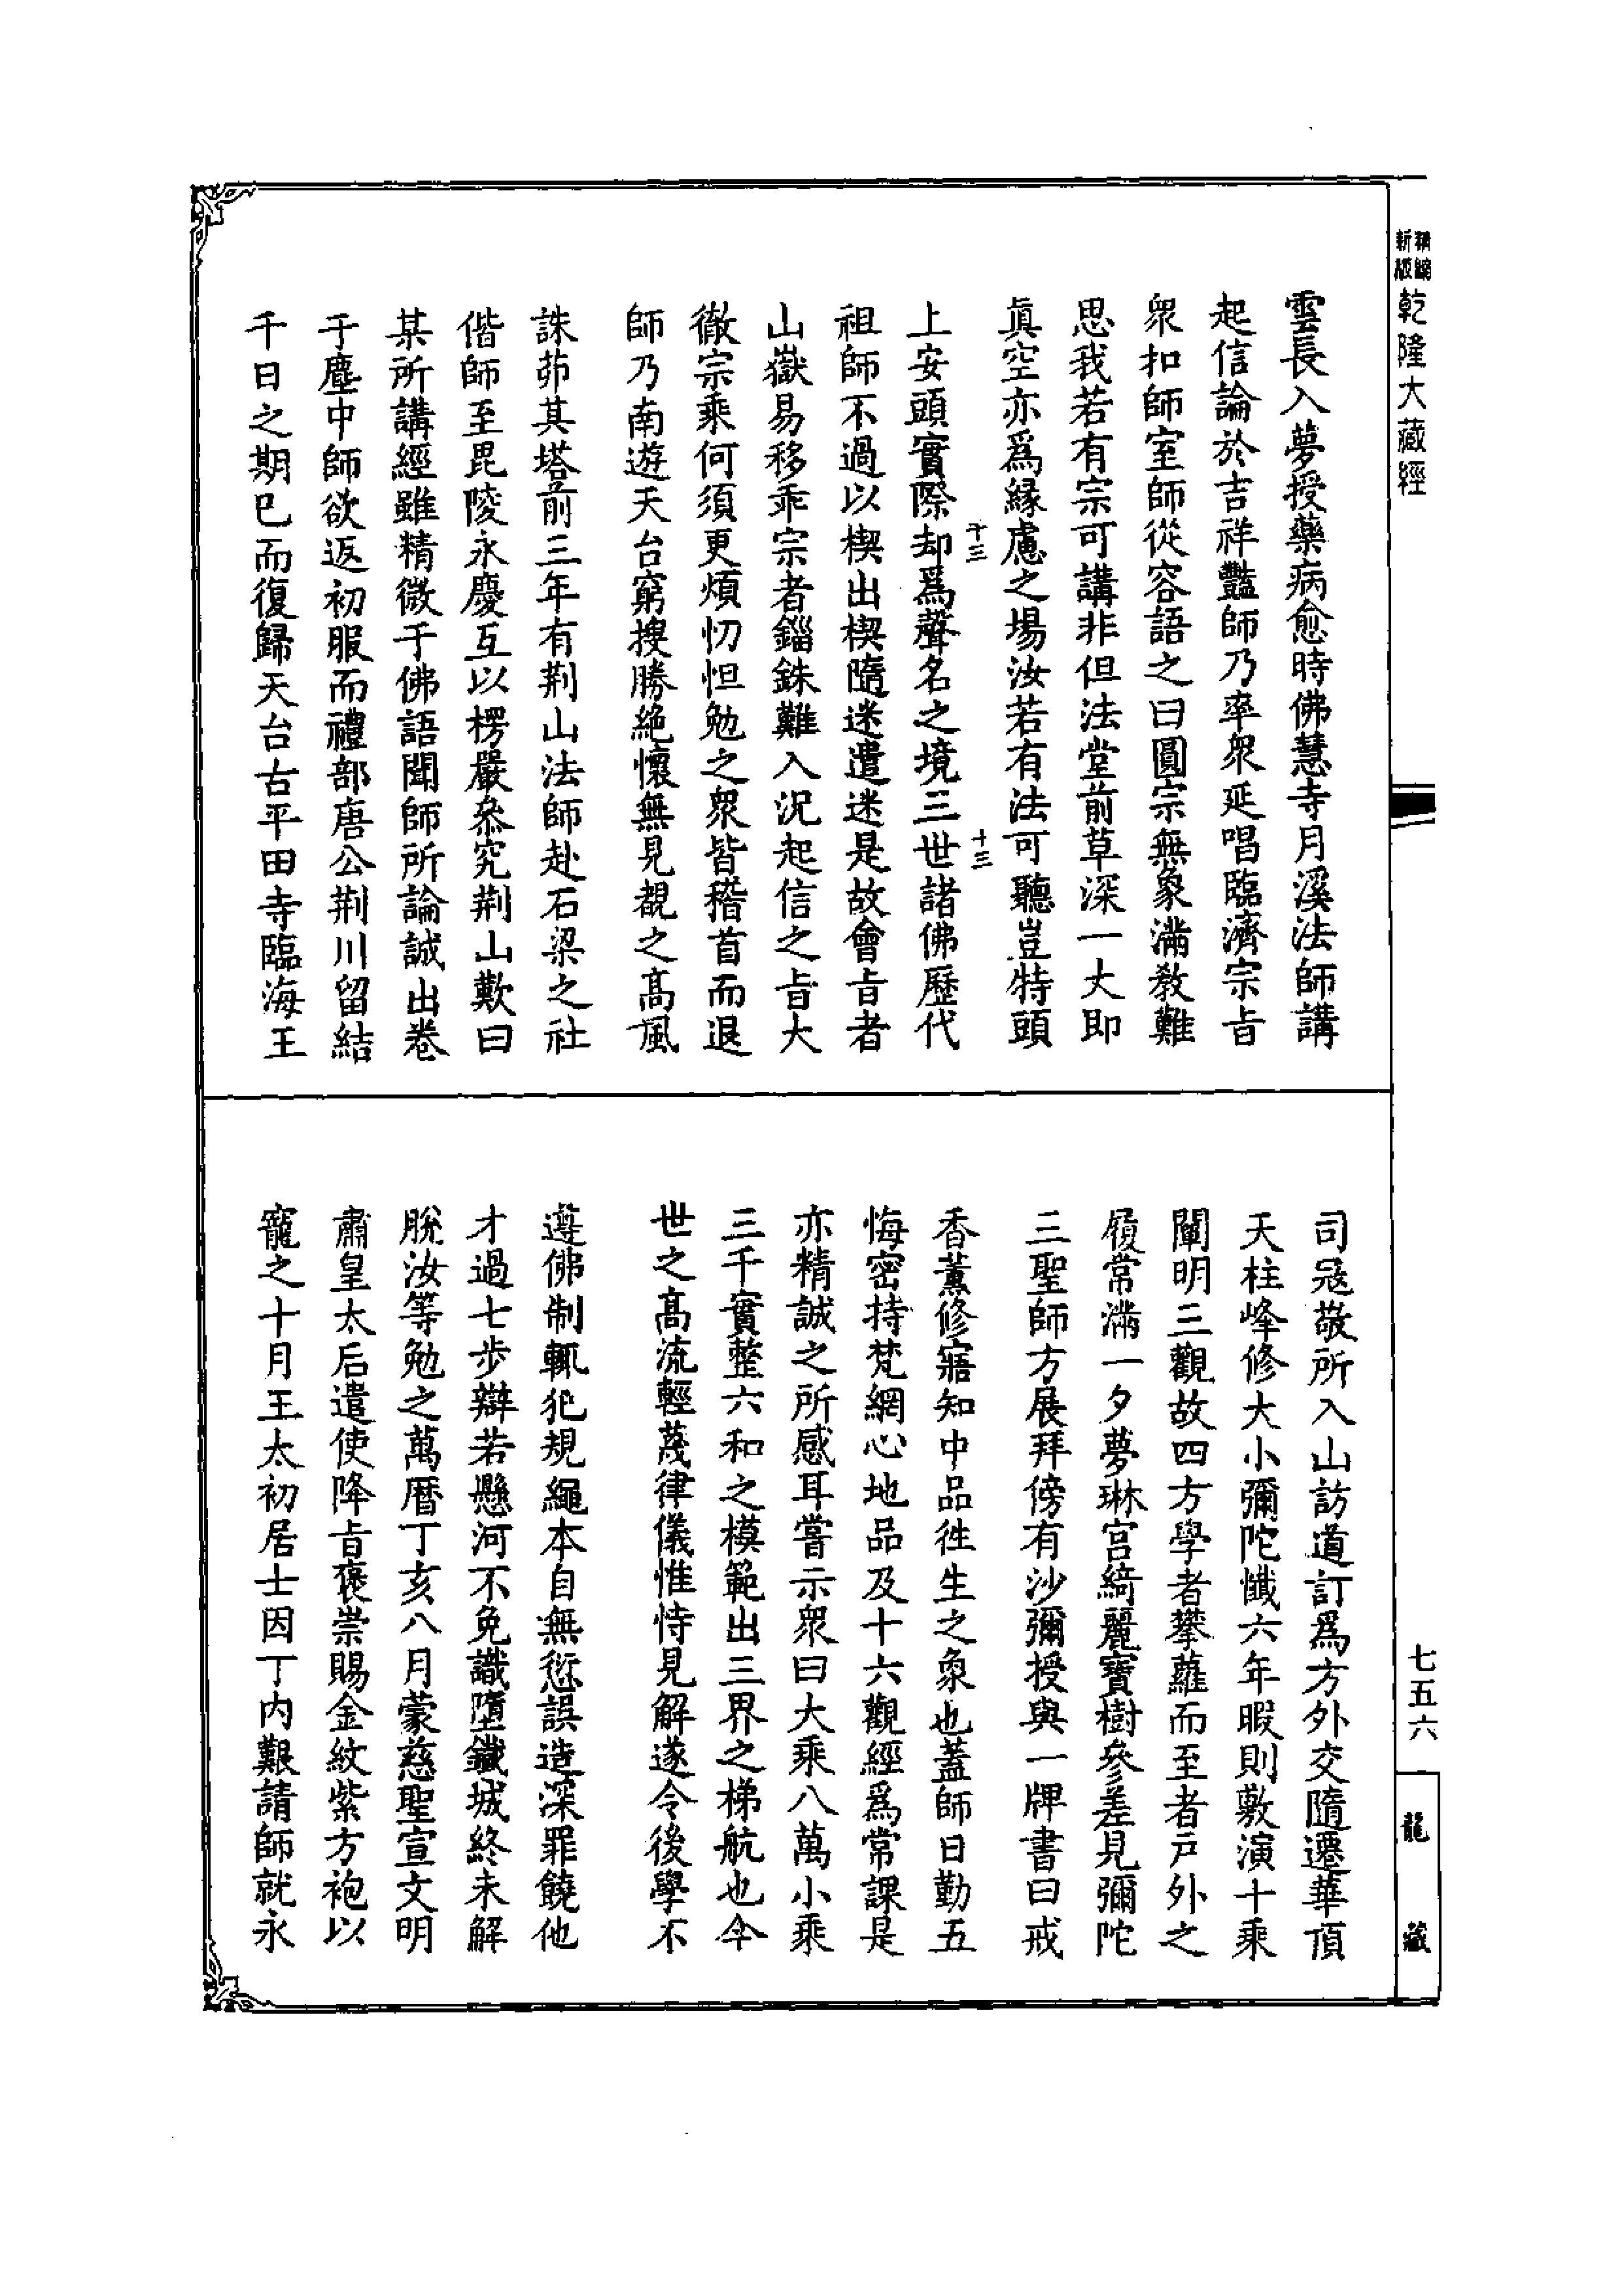 新版精縮乾隆大藏經
雲長入夢授藥病愈時佛慧寺月溪法師講
起信論於吉祥豔師乃率眾延唱臨濟宗旨
眾扣師室師從容語之曰圓宗無象滿教難
思我若有宗可講非但法堂前草深一丈即
眞空亦爲緣慮之場汝若有法可聽豈特頭
十三
十三
上安頭實際却爲聲名之境三世諸佛歷代
祖師不過以楔出楔隨迷遣迷是故會旨者
山嶽易移乖宗者錙銖難入況起信之旨大
徹宗乘何須更煩忉怛勉之眾皆稽首而退
師乃南遊天台窮搜勝絕懷無見覩之高風
誅茆其塔前三年有荆山法師赴石梁之社
偕師至毘陵永慶互以楞嚴叅究荆山歎曰
某所講經雖精微于佛語聞師所論誠出卷
于塵中師欲返初服而禮部唐公荆川留結
千日之期已而復歸天台古平田寺臨海王
司寇敬所入山訪道訂爲方外交隨遷華頂
天柱峰修大小彌陀懺六年暇則敷演十乘
闡明三觀故四方學者攀蘿而至者戶外之
履常滿一夕夢琳宮綺麗寶樹參差見彌陀
三聖師方展拜傍有沙彌授與一牌書曰戒
香薰修寤知中品徃生之象也蓋師日勤五
悔密持梵網心地品及十六觀經爲常課是
亦精誠之所感耳嘗示眾曰大乘八萬小乘
三千實整六和之模範出三界之梯航也今
世之高流輕蔑律儀惟恃見解遂令後學不
遵佛制輒犯規繩本自無愆誤造深罪饒他
才過七步辯若懸河不免識墮鐵城終未解
脫汝等勉之萬曆丁亥八月蒙慈聖宣文明
肅皇太后遣使降旨褒崇賜金紋紫方袍以
寵之十月王太初居士因丁內艱請師就永
七五六
龍藏